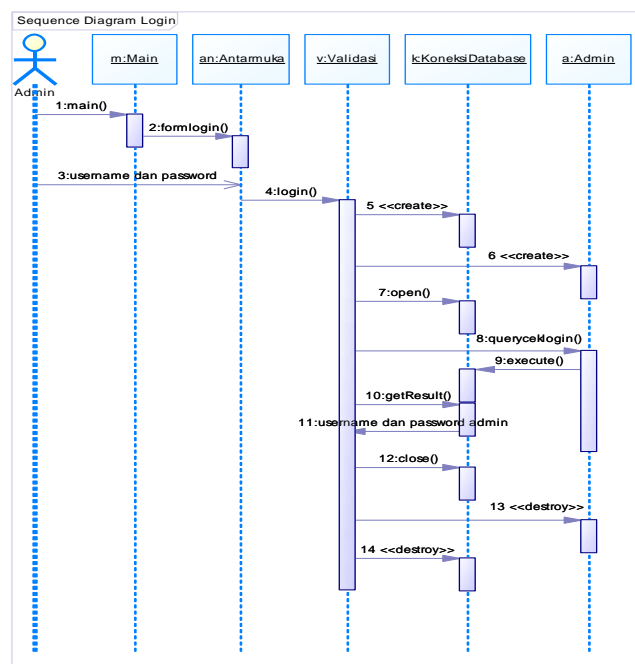 Sequence Diagram Login
m:Main
an:Antarmuka
v:Validasi
k:KoneksiDatabase
a:Admin
Admin
1:main()
2:formlogin()
3:username dan password
4:login()
5 <<create>>
6 <<create>>
7:open()
8:queryceklogin()
9:execute()
10:getResult()
11:username dan password admin
12:close()
13 <<destroy>>
14 <<destroy>>